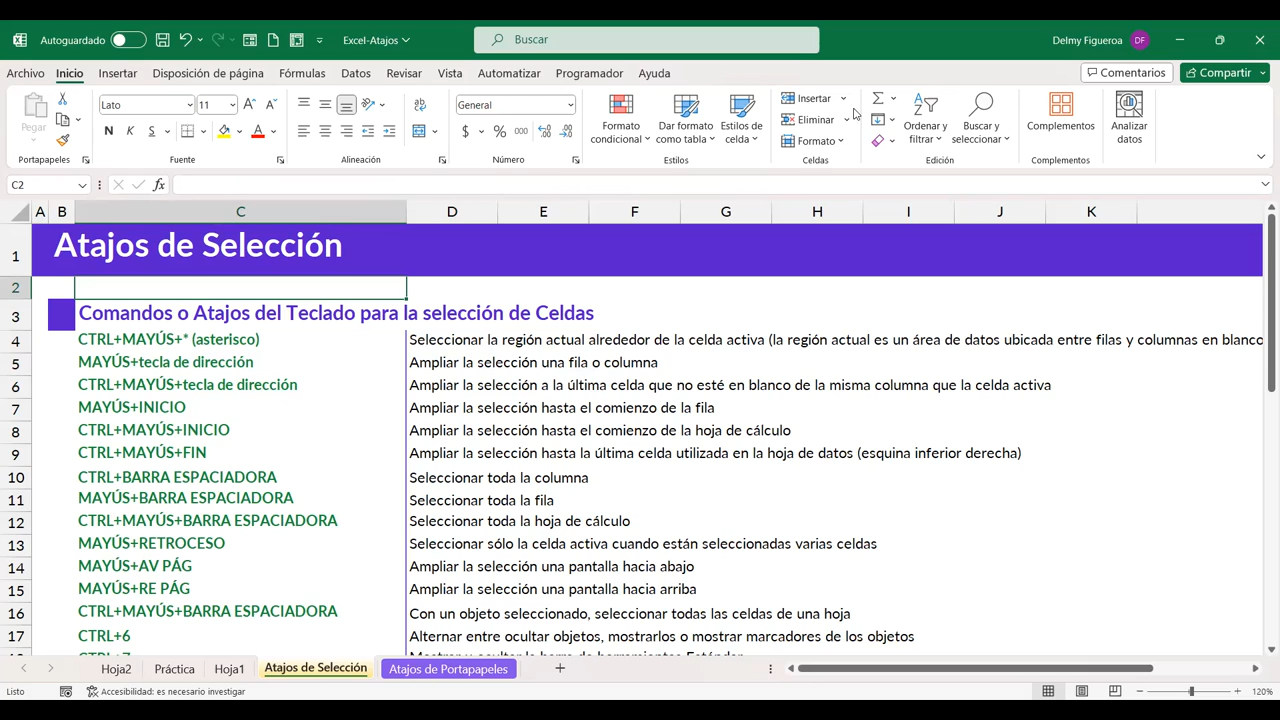 Autoguardado
Excel-Atajos
Buscar
Delmy Figueroa
DF
Archivo Inicio Insertar Disposición de página Fórmulas Datos Revisar Vista Automatizar Programador Ayuda
Comentarios
Compartir
Pegar
Portapapeles
Lato
11
N K S
Fuente
Alineación
General
$ % 000
Número
Formato condicional
Dar formato como tabla
Estilos de celda
Estilos
Insertar
Eliminar
Formato
Celdas
Ordenar y filtrar
Buscar y seleccionar
Edición
Complementos
Complementos
Analizar datos
C2
fx
A B C D E F G H I J K
1 Atajos de Selección
2
3 Comandos o Atajos del Teclado para la selección de Celdas
4 CTRL+MAYÚS+* (asterisco) Seleccionar la región actual alrededor de la celda activa (la región actual es un área de datos ubicada entre filas y columnas en blanco
5 MAYÚS+tecla de dirección Ampliar la selección una fila o columna
6 CTRL+MAYÚS+tecla de dirección Ampliar la selección a la última celda que no esté en blanco de la misma columna que la celda activa
7 MAYÚS+INICIO Ampliar la selección hasta el comienzo de la fila
8 CTRL+MAYÚS+INICIO Ampliar la selección hasta el comienzo de la hoja de cálculo
9 CTRL+MAYÚS+FIN Ampliar la selección hasta la última celda utilizada en la hoja de datos (esquina inferior derecha)
10 CTRL+BARRA ESPACIADORA Seleccionar toda la columna
11 MAYÚS+BARRA ESPACIADORA Seleccionar toda la fila
12 CTRL+MAYÚS+BARRA ESPACIADORA Seleccionar toda la hoja de cálculo
13 MAYÚS+RETROCESO Seleccionar sólo la celda activa cuando están seleccionadas varias celdas
14 MAYÚS+AV PÁG Ampliar la selección una pantalla hacia abajo
15 MAYÚS+RE PÁG Ampliar la selección una pantalla hacia arriba
16 CTRL+MAYÚS+BARRA ESPACIADORA Con un objeto seleccionado, seleccionar todas las celdas de una hoja
17 CTRL+6 Alternar entre ocultar objetos, mostrarlos o mostrar marcadores de los objetos
Hoja2 Práctica Hoja1 Atajos de Selección Atajos de Portapapeles
Listo
Accesibilidad: es necesario investigar
120%